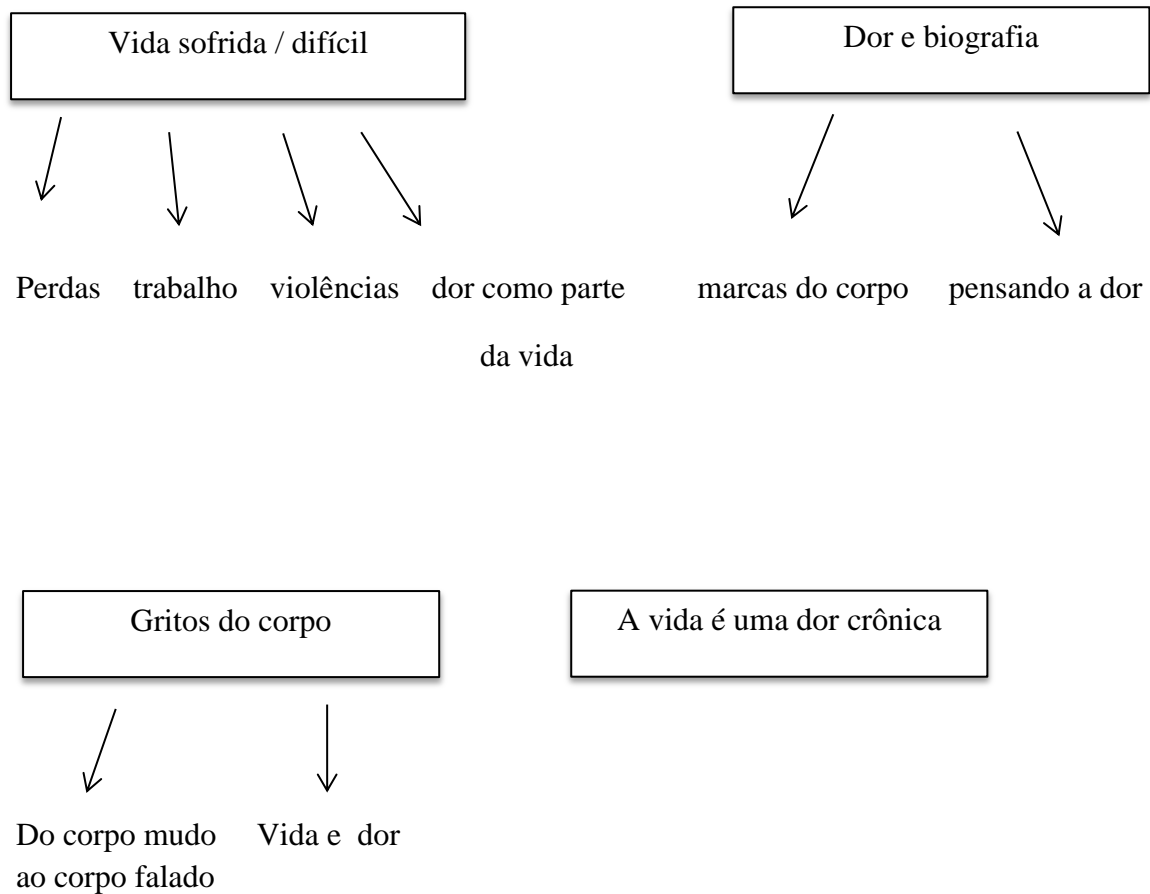 Vida sofrida / difícil
Dor e biografia
Perdas trabalho violências dor como parte
da vida
marcas do corpo pensando a dor
Gritos do corpo
A vida é uma dor crônica
Do corpo mudo
ao corpo falado
Vida e dor